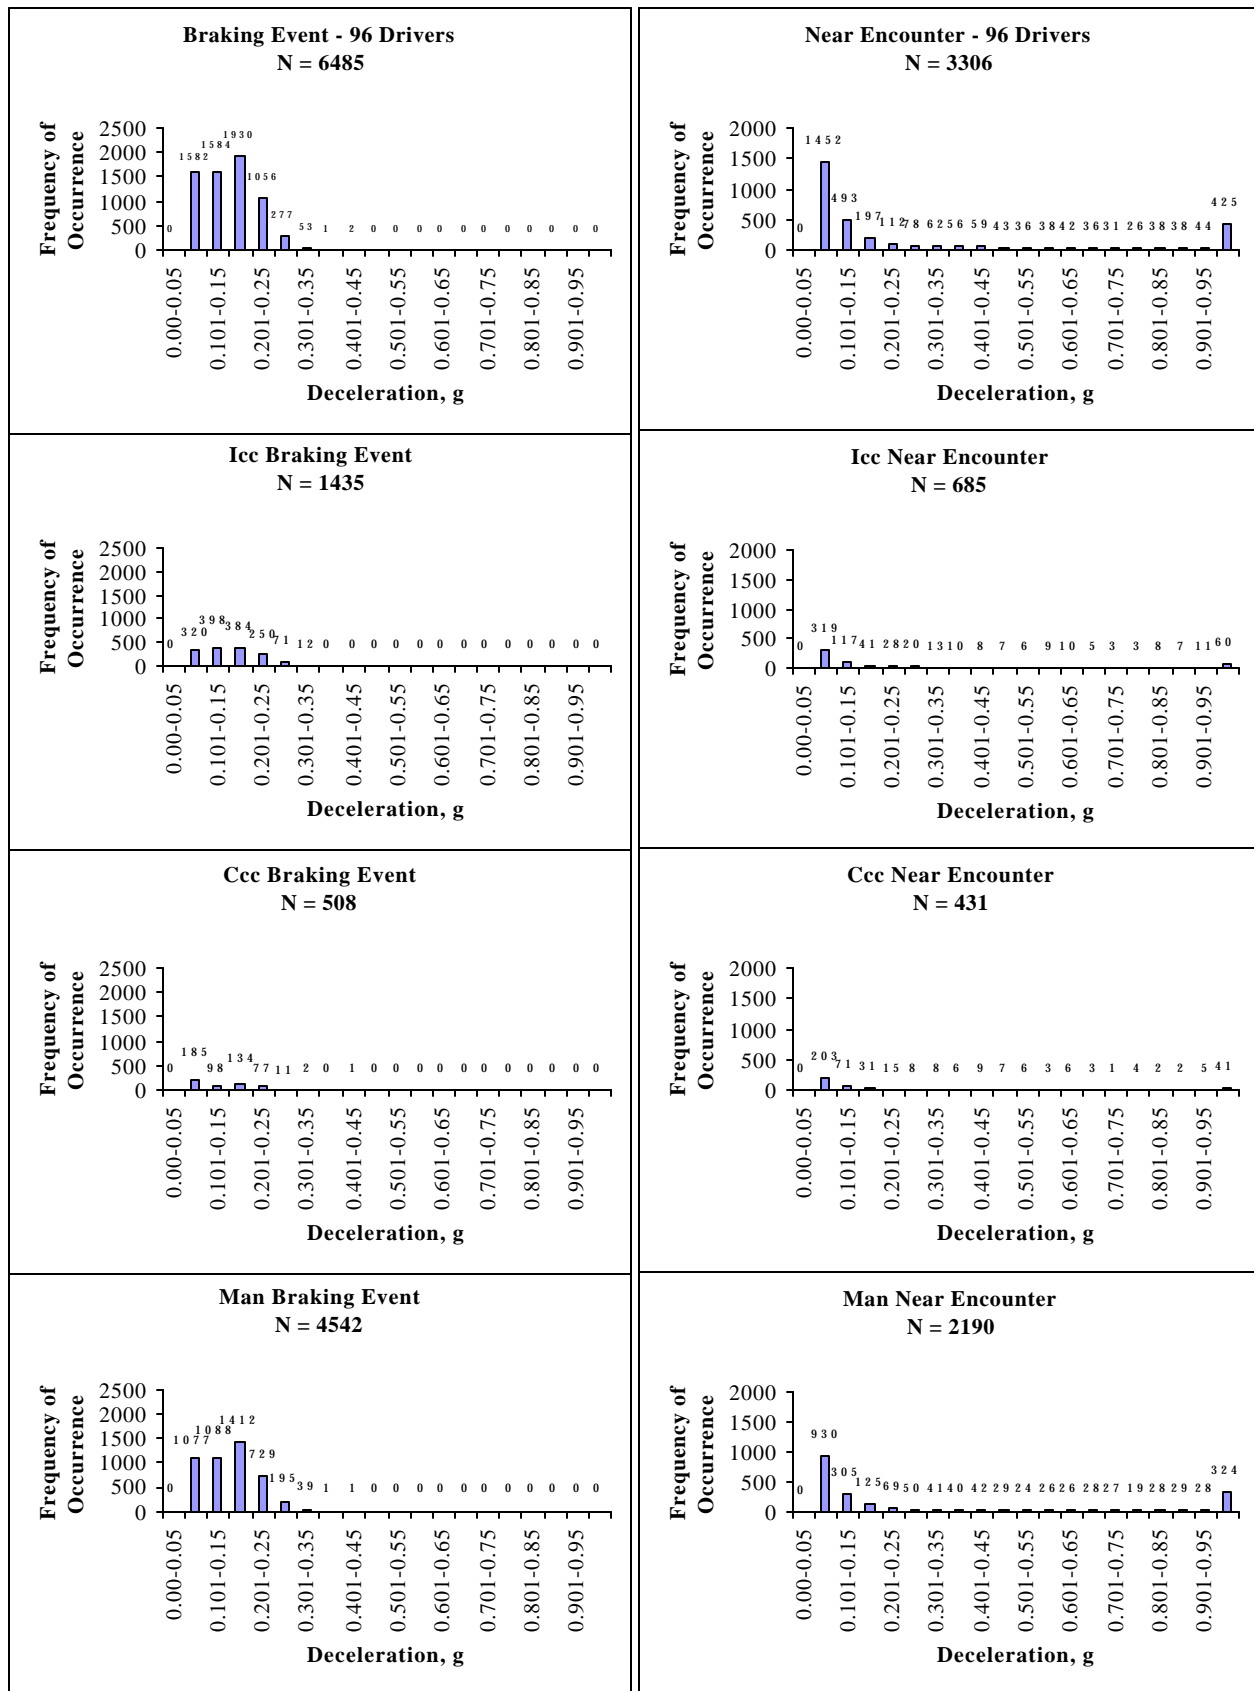 Braking Event - 96 Drivers
N = 6485
Frequency of
Occurrence
2500
2000
1500
1000
500
0
0 1582 1584 1930 1056 277 53 1 2 0 0 0 0 0 0 0 0 0 0
0.00-0.05
0.101-0.15
0.201-0.25
0.301-0.35
0.401-0.45
0.501-0.55
0.601-0.65
0.701-0.75
0.801-0.85
0.901-0.95
Deceleration, g
Near Encounter - 96 Drivers
N = 3306
Frequency of
Occurrence
2000
1500
1000
500
0
0 1452 493 197 112 78 62 56 59 43 36 38 42 36 31 26 38 38 44 425
0.00-0.05
0.101-0.15
0.201-0.25
0.301-0.35
0.401-0.45
0.501-0.55
0.601-0.65
0.701-0.75
0.801-0.85
0.901-0.95
Deceleration, g
Icc Braking Event
N = 1435
Frequency of
Occurrence
2500
2000
1500
1000
500
0
0 320 398 384 250 71 12 0 0 0 0 0 0 0 0 0 0 0 0
0.00-0.05
0.101-0.15
0.201-0.25
0.301-0.35
0.401-0.45
0.501-0.55
0.601-0.65
0.701-0.75
0.801-0.85
0.901-0.95
Deceleration, g
Icc Near Encounter
N = 685
Frequency of
Occurrence
2000
1500
1000
500
0
0 319 117 41 28 20 13 10 8 7 6 9 10 5 3 3 8 7 11 60
0.00-0.05
0.101-0.15
0.201-0.25
0.301-0.35
0.401-0.45
0.501-0.55
0.601-0.65
0.701-0.75
0.801-0.85
0.901-0.95
Deceleration, g
Ccc Braking Event
N = 508
Frequency of
Occurrence
2500
2000
1500
1000
500
0
0 185 98 134 77 11 2 0 1 0 0 0 0 0 0 0 0 0 0
0.00-0.05
0.101-0.15
0.201-0.25
0.301-0.35
0.401-0.45
0.501-0.55
0.601-0.65
0.701-0.75
0.801-0.85
0.901-0.95
Deceleration, g
Ccc Near Encounter
N = 431
Frequency of
Occurrence
2000
1500
1000
500
0
0 203 71 31 15 8 8 6 9 7 6 3 6 3 1 4 2 2 5 41
0.00-0.05
0.101-0.15
0.201-0.25
0.301-0.35
0.401-0.45
0.501-0.55
0.601-0.65
0.701-0.75
0.801-0.85
0.901-0.95
Deceleration, g
Man Braking Event
N = 4542
Frequency of
Occurrence
2500
2000
1500
1000
500
0
0 1077 1088 1412 729 195 39 1 1 0 0 0 0 0 0 0 0 0 0
0.00-0.05
0.101-0.15
0.201-0.25
0.301-0.35
0.401-0.45
0.501-0.55
0.601-0.65
0.701-0.75
0.801-0.85
0.901-0.95
Deceleration, g
Man Near Encounter
N = 2190
Frequency of
Occurrence
2000
1500
1000
500
0
0 930 305 125 69 50 41 40 42 29 24 26 26 28 27 19 28 29 28 324
0.00-0.05
0.101-0.15
0.201-0.25
0.301-0.35
0.401-0.45
0.501-0.55
0.601-0.65
0.701-0.75
0.801-0.85
0.901-0.95
Deceleration, g